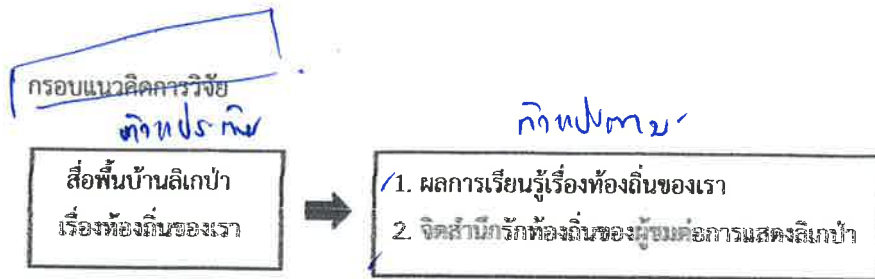 กรอบแนวคิดการวิจัย
ตัวแปรต้น
ตัวแปรตาม
สื่อพื้นบ้านลิเกป่า
เรื่องท้องถิ่นของเรา
1. ผลการเรียนรู้เรื่องท้องถิ่นของเรา
2. จิตสำนึกรักท้องถิ่นของผู้ชมต่อการแสดงลิเกป่า